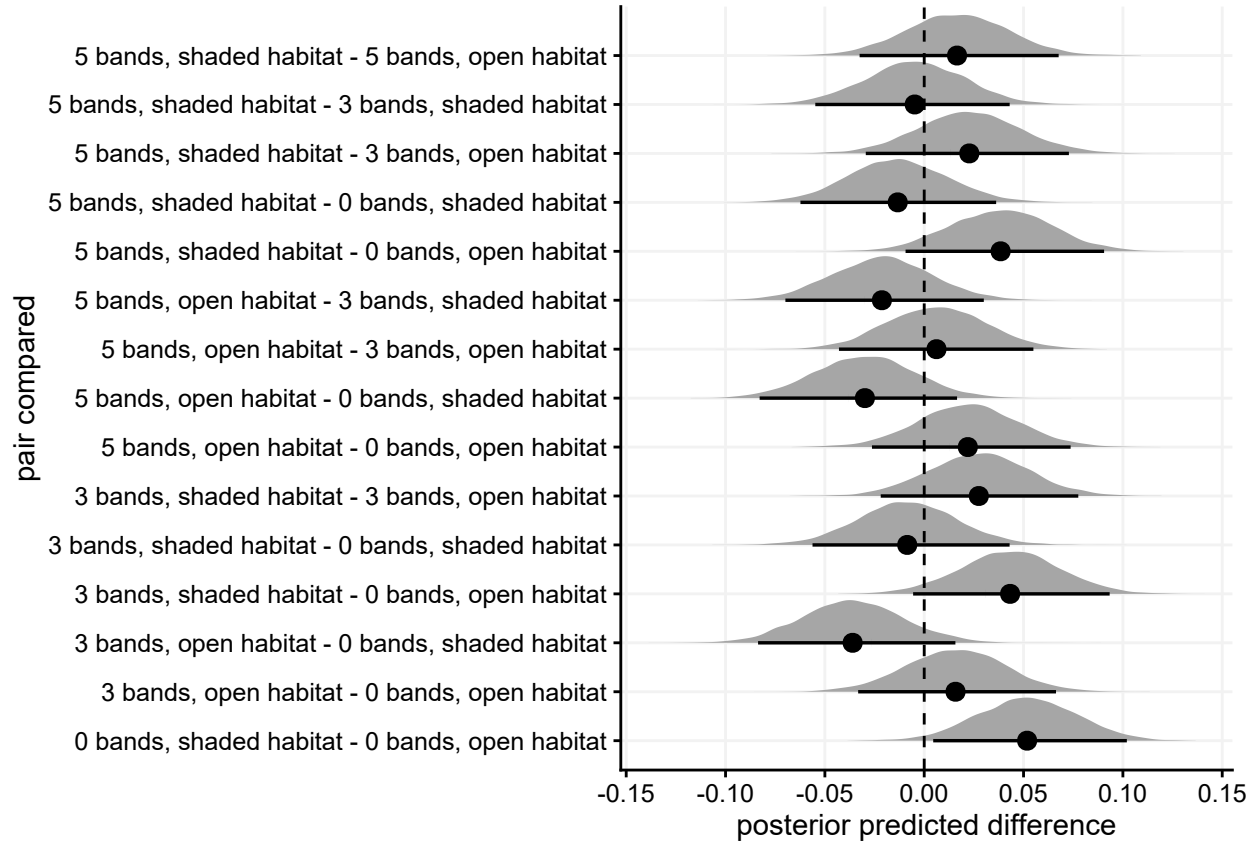 5 bands, shaded habitat - 5 bands, open habitat
5 bands, shaded habitat - 3 bands, shaded habitat
5 bands, shaded habitat - 3 bands, open habitat
5 bands, shaded habitat - 0 bands, shaded habitat
5 bands, shaded habitat - 0 bands, open habitat
5 bands, open habitat - 3 bands, shaded habitat
5 bands, open habitat - 3 bands, open habitat
5 bands, open habitat - 0 bands, shaded habitat
5 bands, open habitat - 0 bands, open habitat
3 bands, shaded habitat - 3 bands, open habitat
3 bands, shaded habitat - 0 bands, shaded habitat
3 bands, shaded habitat - 0 bands, open habitat
3 bands, open habitat - 0 bands, shaded habitat
3 bands, open habitat - 0 bands, open habitat
0 bands, shaded habitat - 0 bands, open habitat
pair compared
-0.15 -0.10 -0.05 0.00 0.05 0.10 0.15
posterior predicted difference